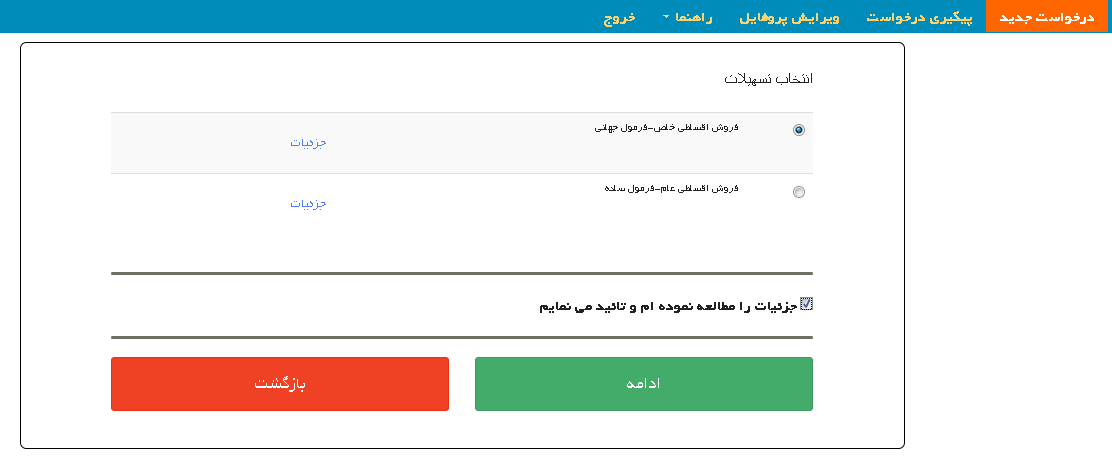 درخواست جدید پیگیری درخواست ویرایش پروفایل راهنما خروج
انتخاب تسهیلات
فروش اقساطی خاص-فرمول جهانی
جزئیات
فروش اقساطی عام-فرمول ساده
جزئیات
جزئیات را مطالعه نموده ام و تائید می نمایم
ادامه بازگشت